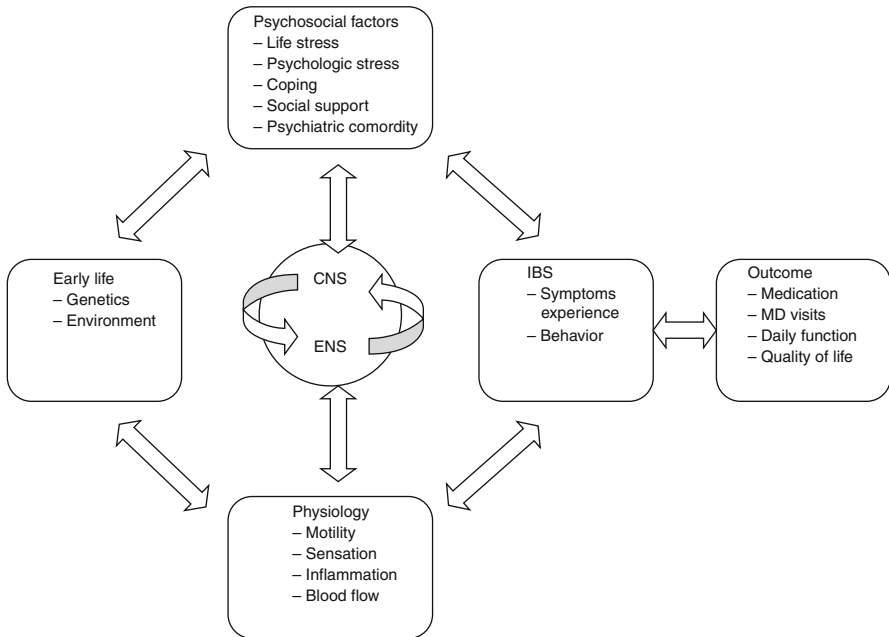 Psychosocial factors
– Life stress
– Psychologic stress
– Coping
– Social support
– Psychiatric comordity
Early life
– Genetics
– Environment
CNS
ENS
IBS
– Symptoms
experience
– Behavior
Outcome
– Medication
– MD visits
– Daily function
– Quality of life
Physiology
– Motility
– Sensation
– Inflammation
– Blood flow